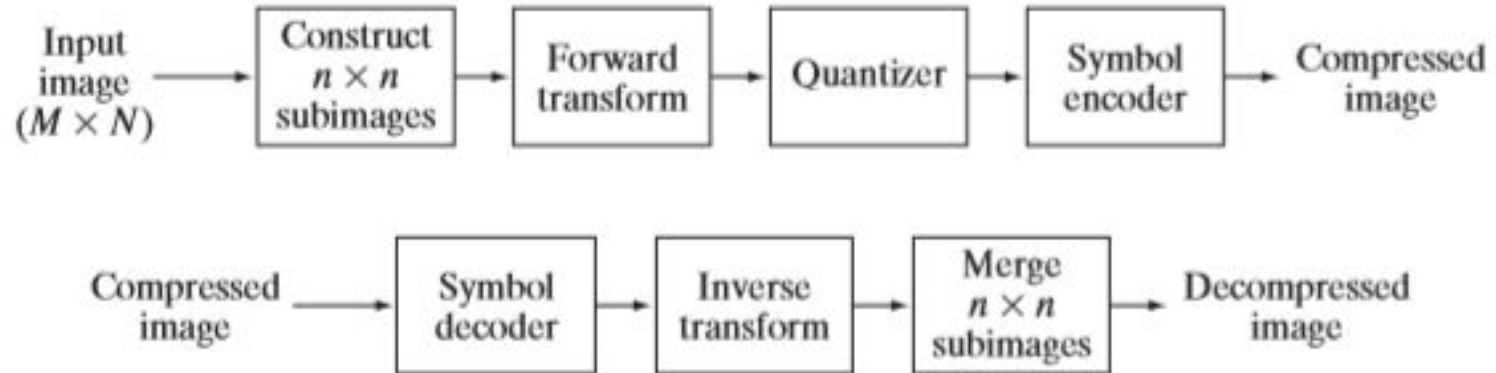 Input
image
(M × N)
Construct
n × n
subimages
Forward
transform
Quantizer
Symbol
encoder
Compressed
image
Compressed
image
Symbol
decoder
Inverse
transform
Merge
n × n
subimages
Decompressed
image